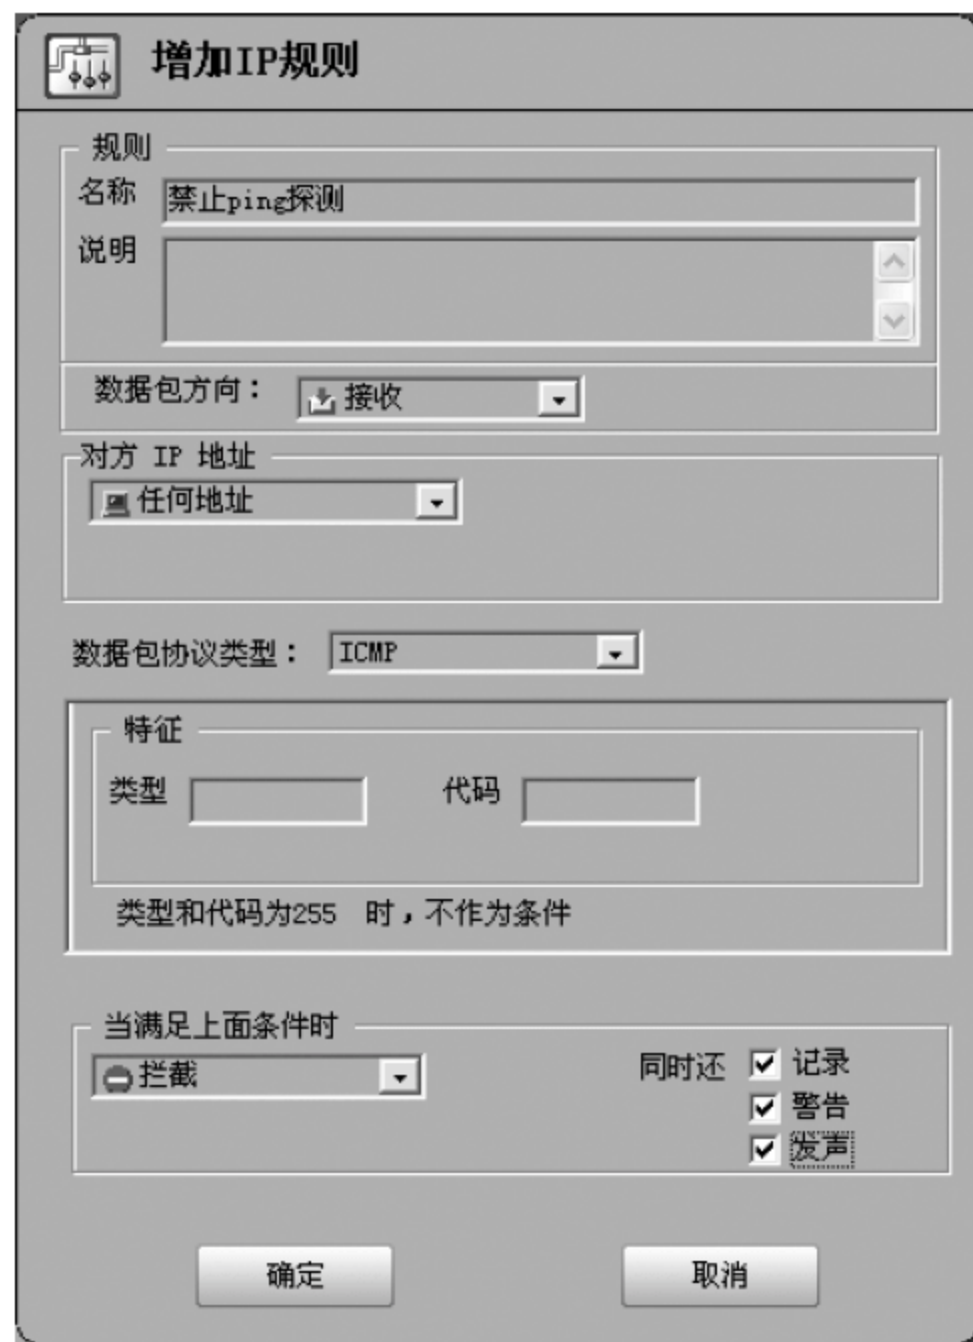 增加IP规则
规则
名称 禁止ping探测
说明
数据包方向： 接收
对方 IP 地址
任何地址
数据包协议类型： ICMP
特征
类型 代码
类型和代码为255 时，不作为条件
当满足上面条件时
拦截 同时还 记录
警告
发声
确定 取消